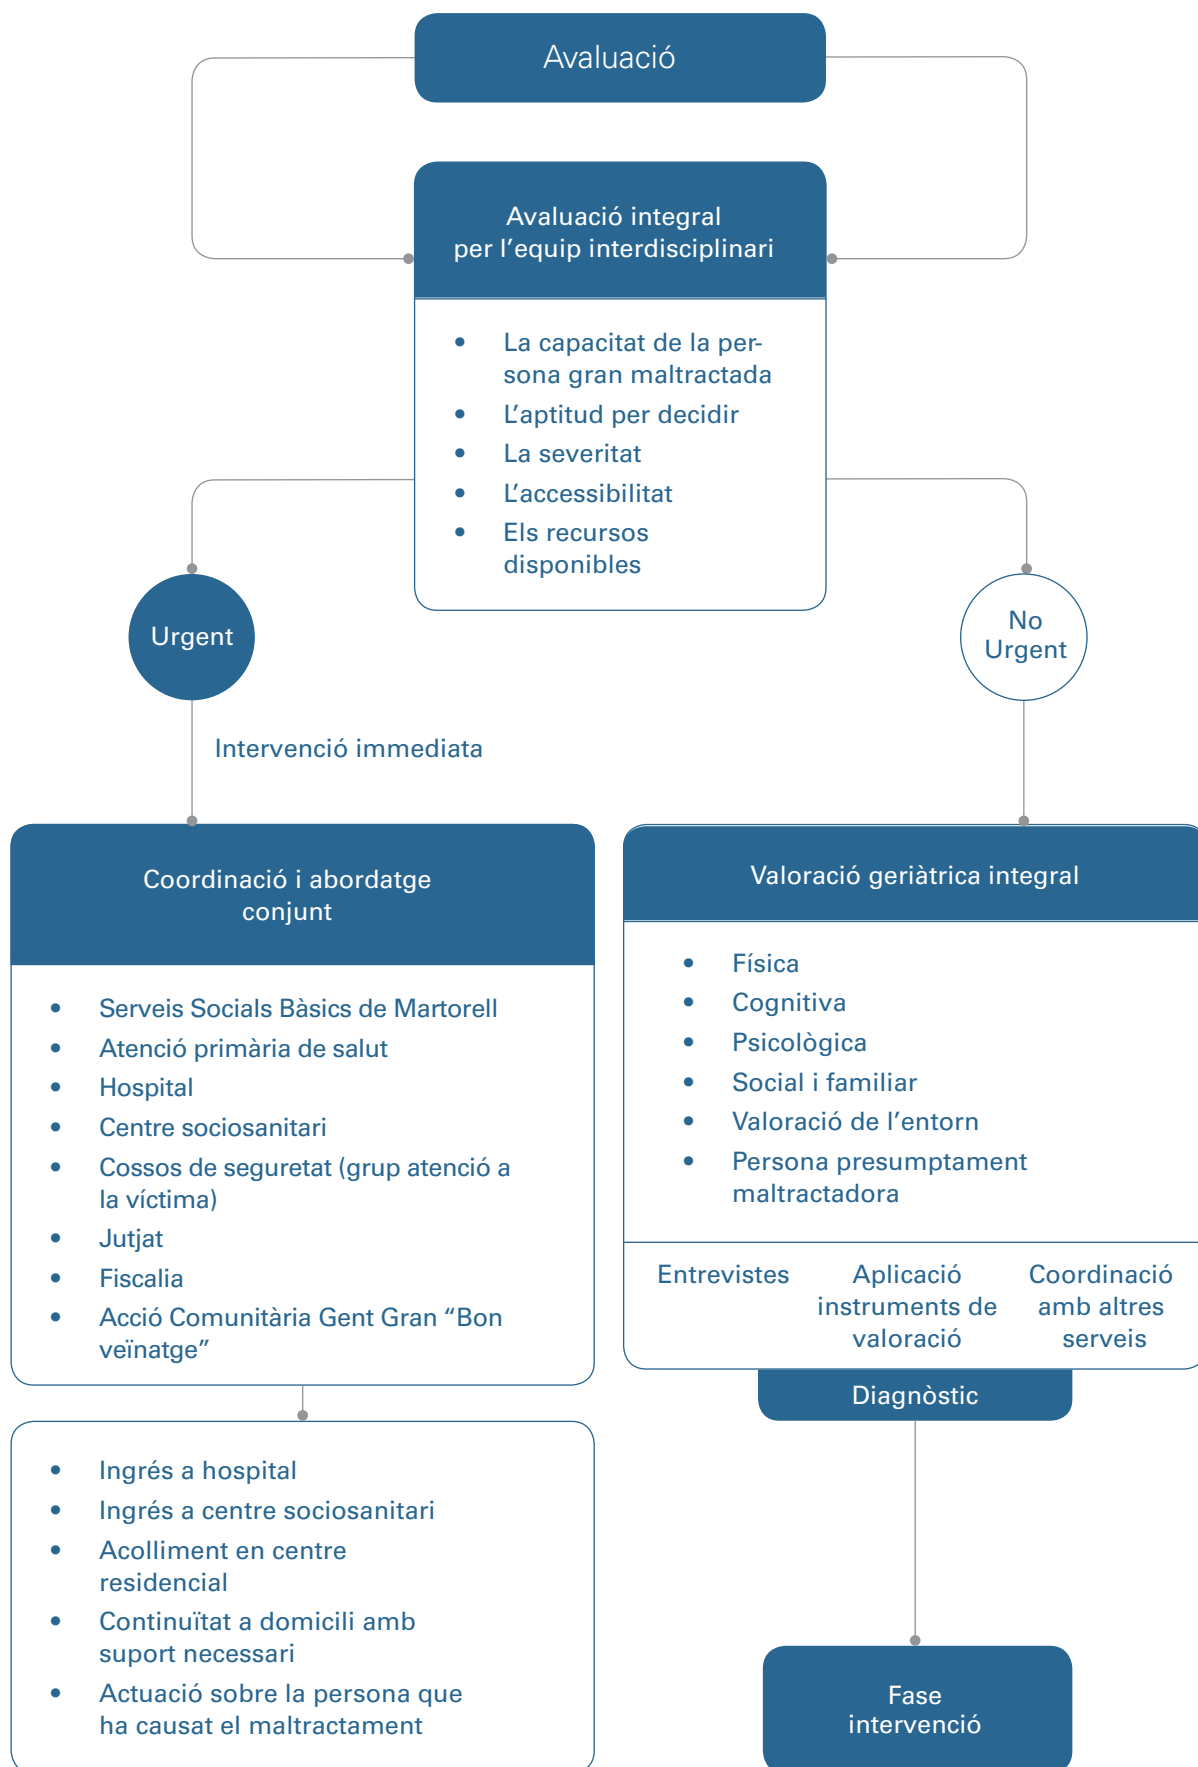 Avaluació
Avaluació integral
per l’equip interdisciplinari
• La capacitat de la per-
sona gran maltractada
• L’aptitud per decidir
• La severitat
• L’accessibilitat
• Els recursos
disponibles
Urgent
No
Urgent
Intervenció immediata
Coordinació i abordatge
conjunt
• Serveis Socials Bàsics de Martorell
• Atenció primària de salut
• Hospital
• Centre sociosanitari
• Cossos de seguretat (grup atenció a
la víctima)
• Jutjat
• Fiscalia
• Acció Comunitària Gent Gran “Bon
veïnatge”
• Ingrés a hospital
• Ingrés a centre sociosanitari
• Acolliment en centre
residencial
• Continuïtat a domicili amb
suport necessari
• Actuació sobre la persona que
ha causat el maltractament
Valoració geriàtrica integral
• Física
• Cognitiva
• Psicològica
• Social i familiar
• Valoració de l’entorn
• Persona presumptament
maltractadora
Entrevistes
Aplicació
instruments de
valoració
Coordinació
amb altres
serveis
Diagnòstic
Fase
intervenció